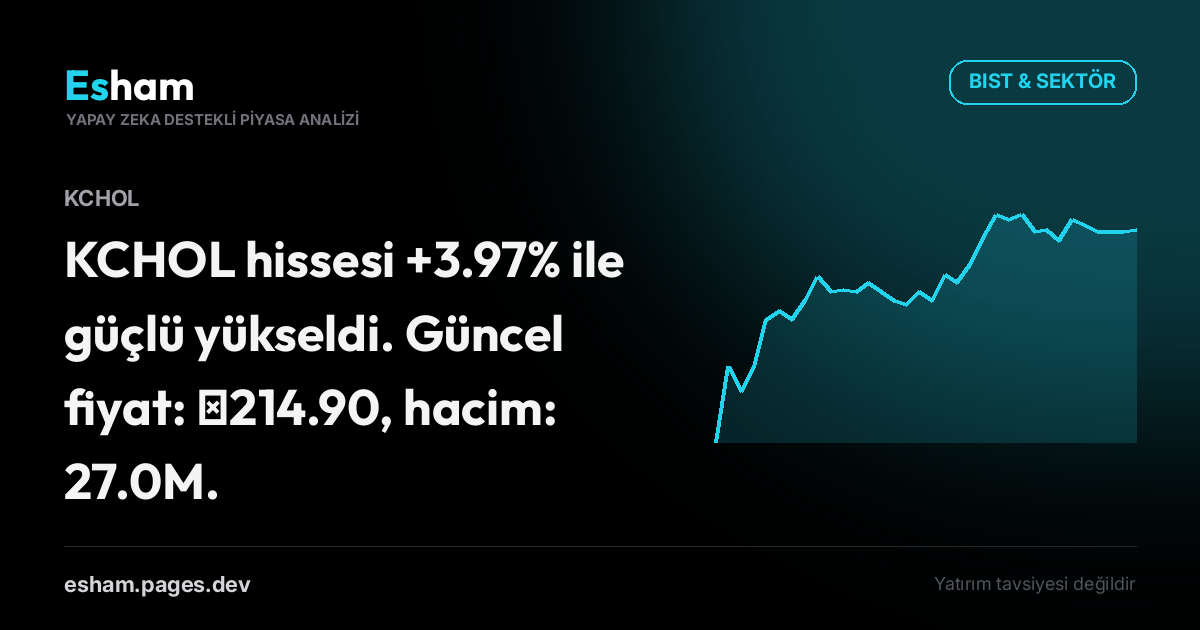 Esham
YAPAY ZEKA DESTEKLİ PİYASA ANALİZİ
BIST & SEKTÖR
KCHOL
KCHOL hissesi +3.97% ile
güçlü yükseldi. Güncel
fiyat: 214.90, hacim:
27.0M.
esham.pages.dev
Yatırım tavsiyesi değildir